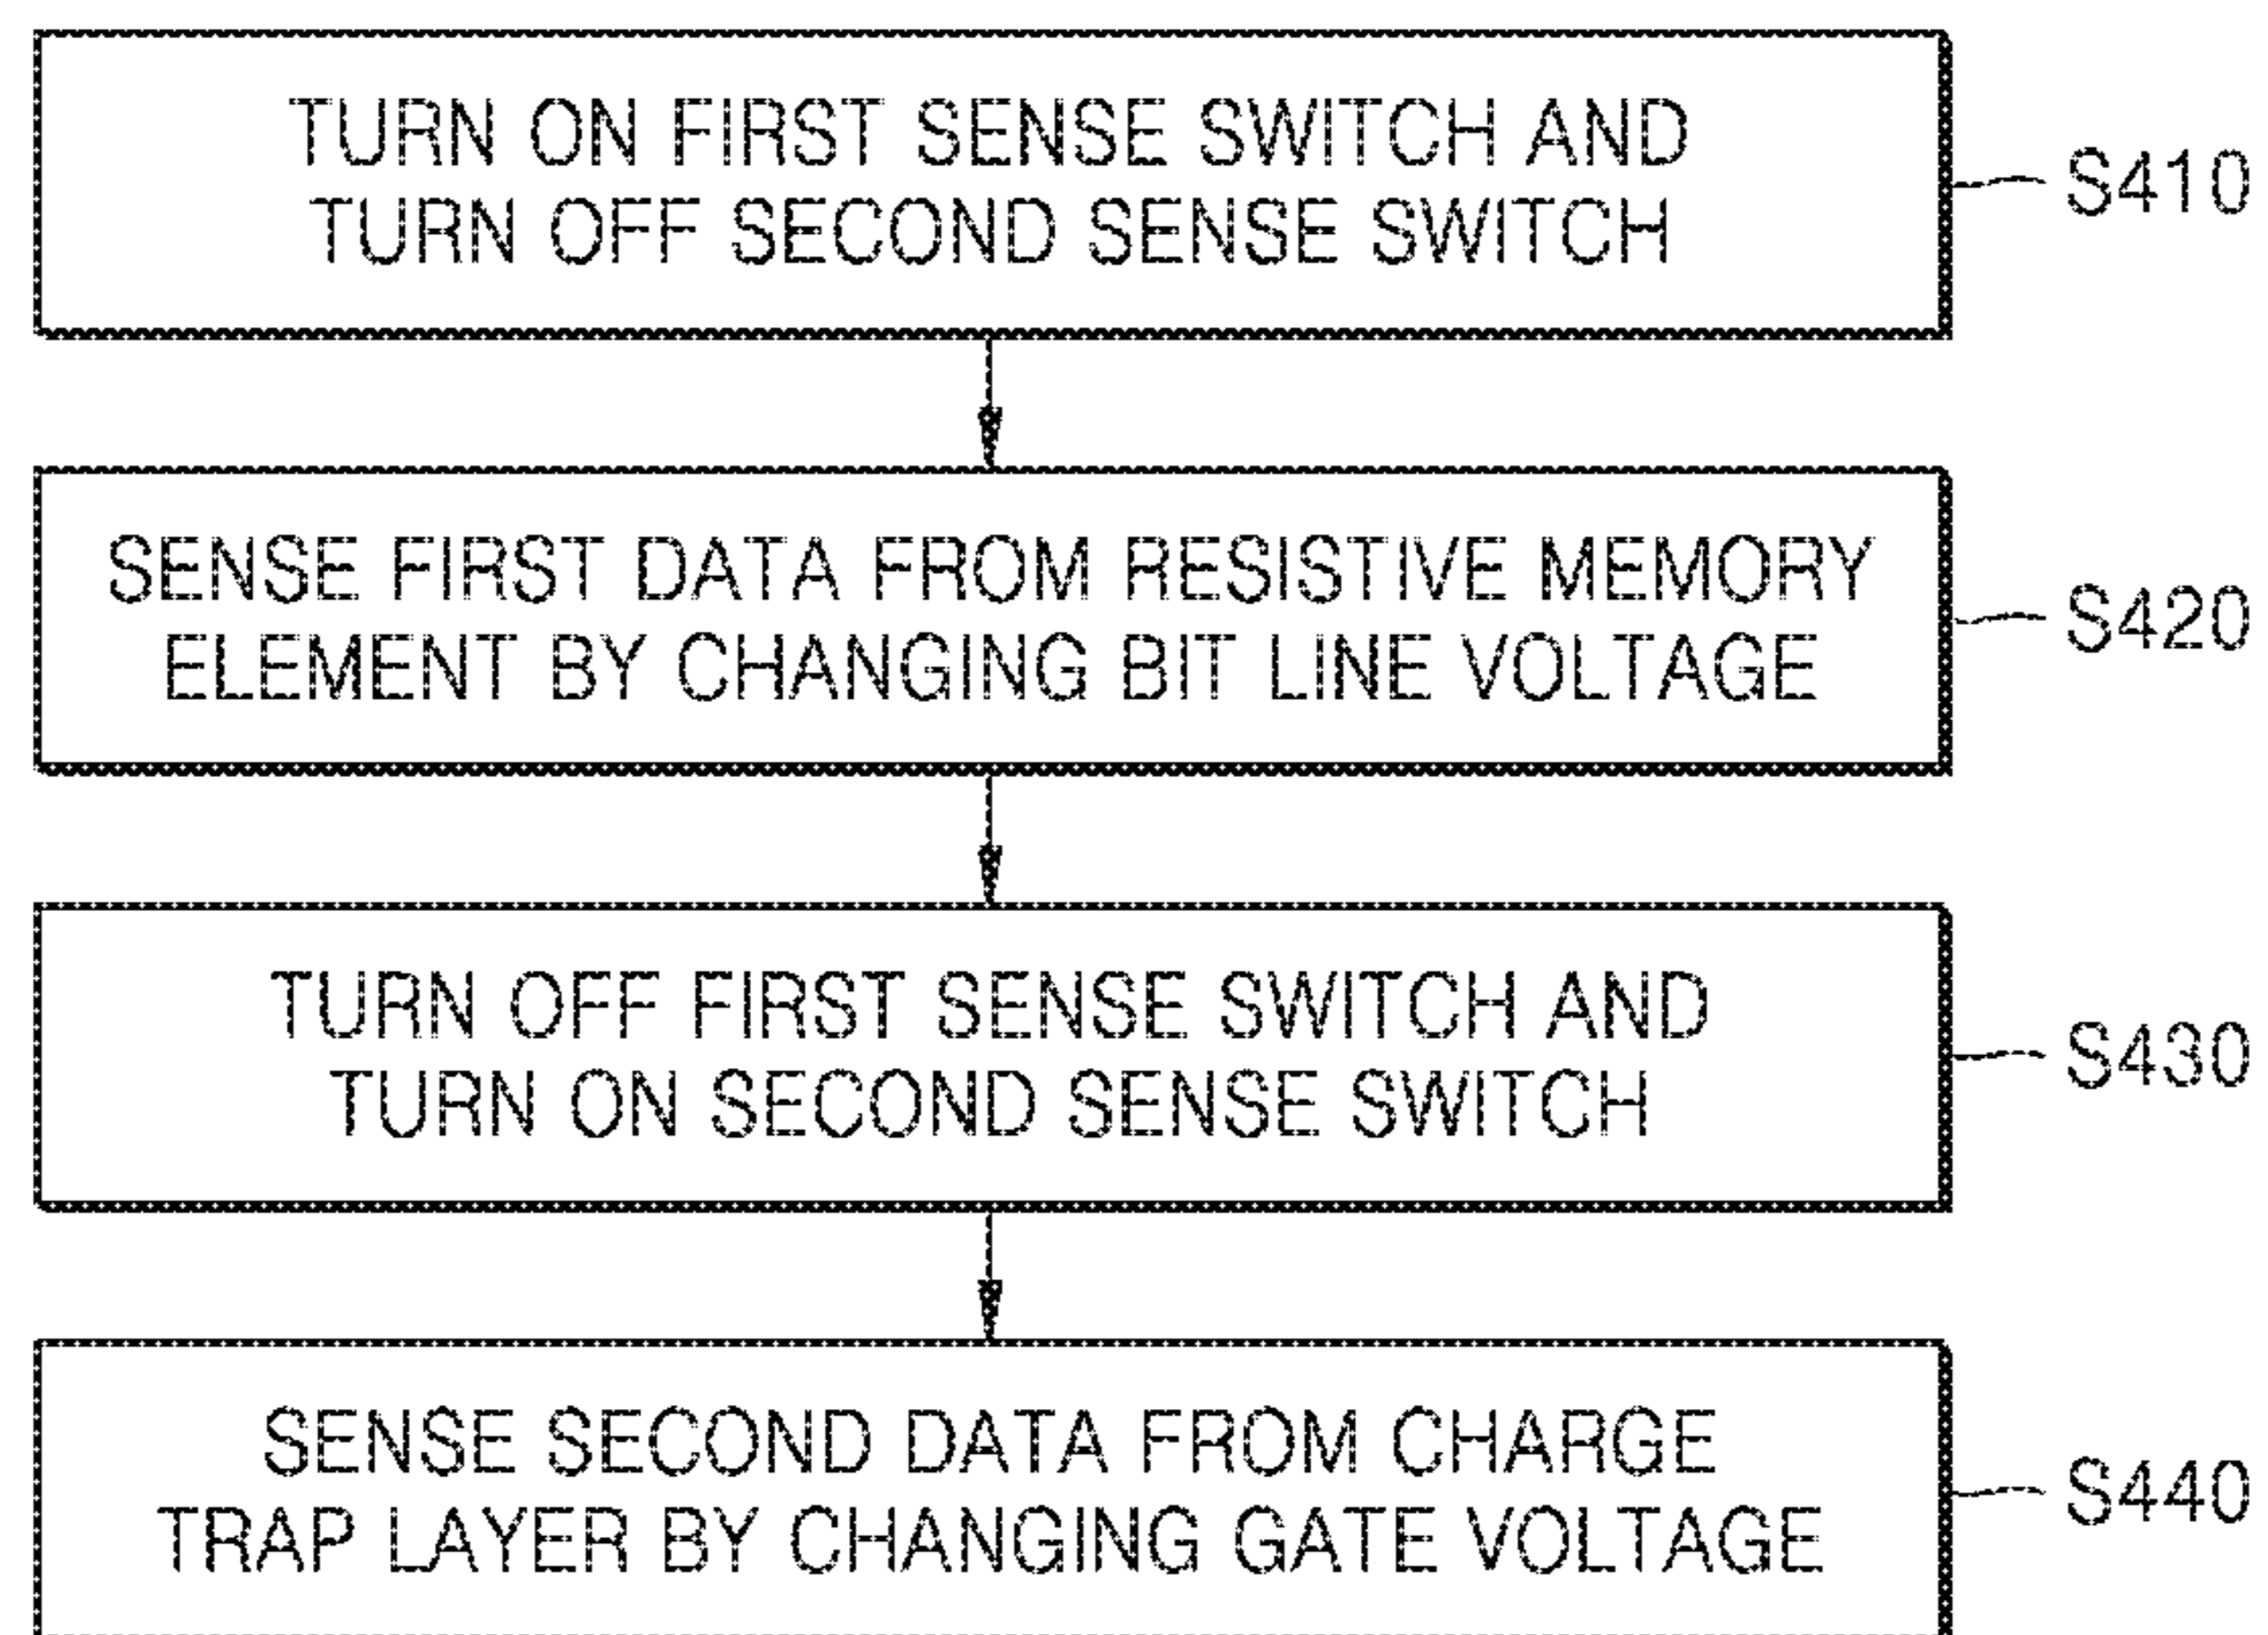 TURN ON FIRST SENSE SWITCH AND
TURN OFF SECOND SENSE SWITCH
S410
SENSE FIRST DATA FROM RESISTIVE MEMORY
ELEMENT BY CHANGING BIT LINE VOLTAGE
S420
TURN OFF FIRST SENSE SWITCH AND
TURN ON SECOND SENSE SWITCH
S430
SENSE SECOND DATA FROM CHARGE
TRAP LAYER BY CHANGING GATE VOLTAGE
S440